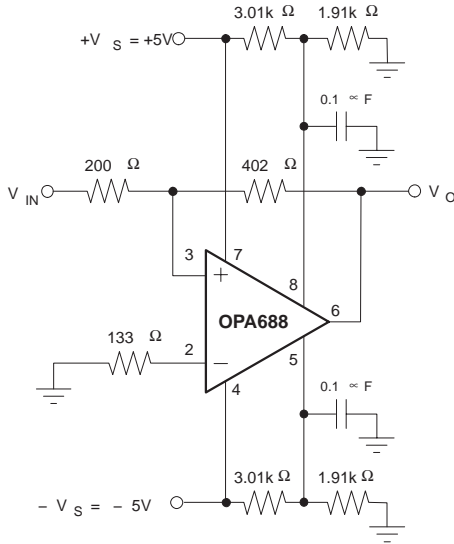 3.01k Ω 1.91k Ω
+V S = +5V
0.1 ∝ F
200 Ω 402 Ω
V IN V O
3 7
+ 8
OPA688 6
133 Ω
2 − 5
4
0.1 ∝ F
3.01k Ω 1.91k Ω
− V S = − 5V